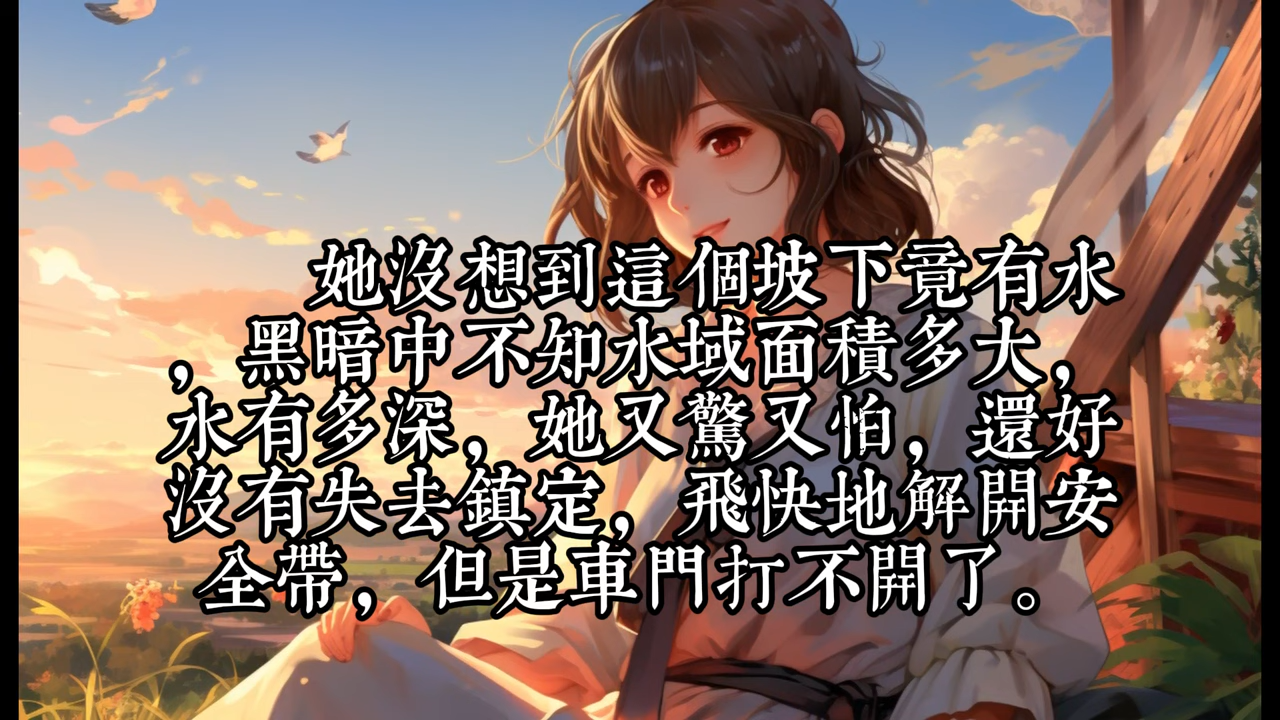 她沒想到這個坡下竟有水
，黑暗中不知水域面積多大，
水有多深，她又驚又怕，還好
沒有失去鎮定，飛快地解開安
全帶，但是車門打不開了。